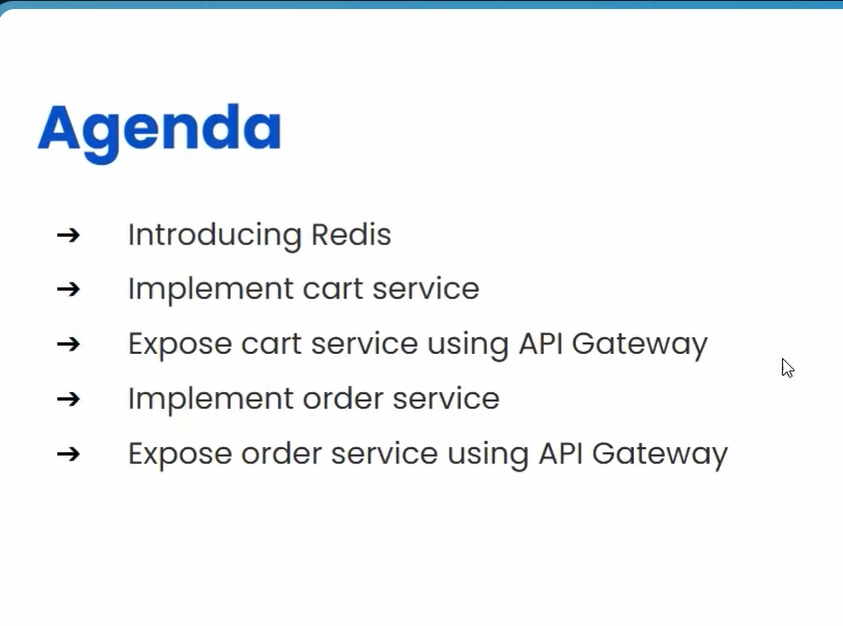 Agenda
➔ Introducing Redis
➔ Implement cart service
➔ Expose cart service using API Gateway
➔ Implement order service
➔ Expose order service using API Gateway